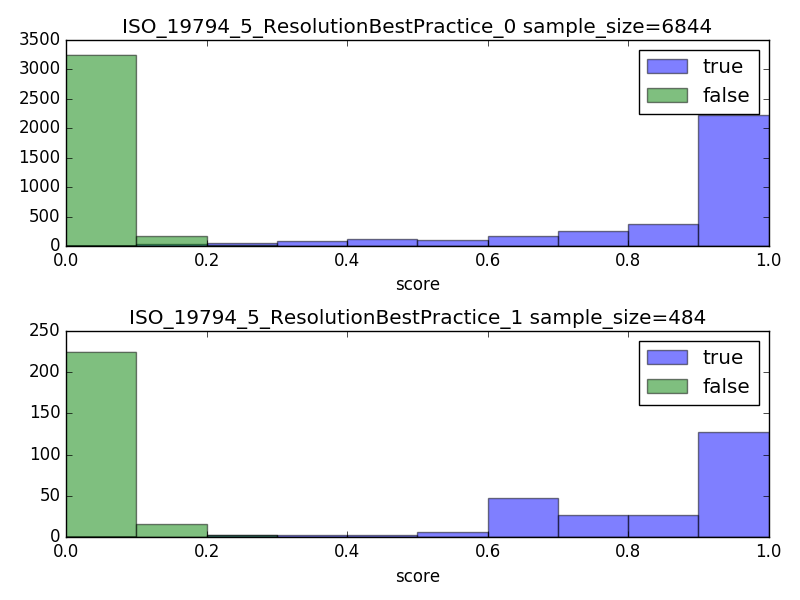 ISO_19794_5_ResolutionBestPractice_0 sample_size=6844
3500
3000
2500
2000
1500
1000
500
0
true
false
0.0 0.2 0.4 0.6 0.8 1.0
score
ISO_19794_5_ResolutionBestPractice_1 sample_size=484
250
200
150
100
50
0
true
false
0.0 0.2 0.4 0.6 0.8 1.0
score